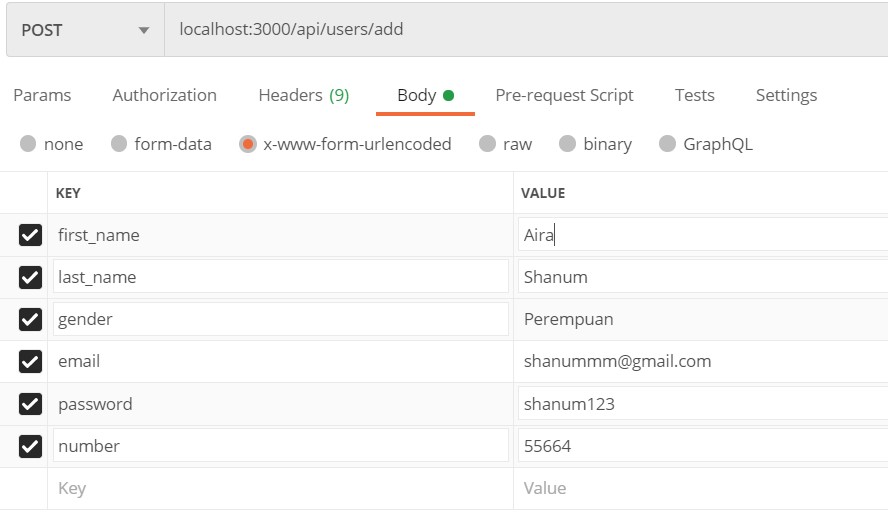 POST localhost:3000/api/users/add
Params Authorization Headers (9) Body Pre-request Script Tests Settings
none form-data x-www-form-urlencoded raw binary GraphQL
KEY VALUE
first_name Aira
last_name Shanum
gender Perempuan
email shanummm@gmail.com
password shanum123
number 55664
Key Value